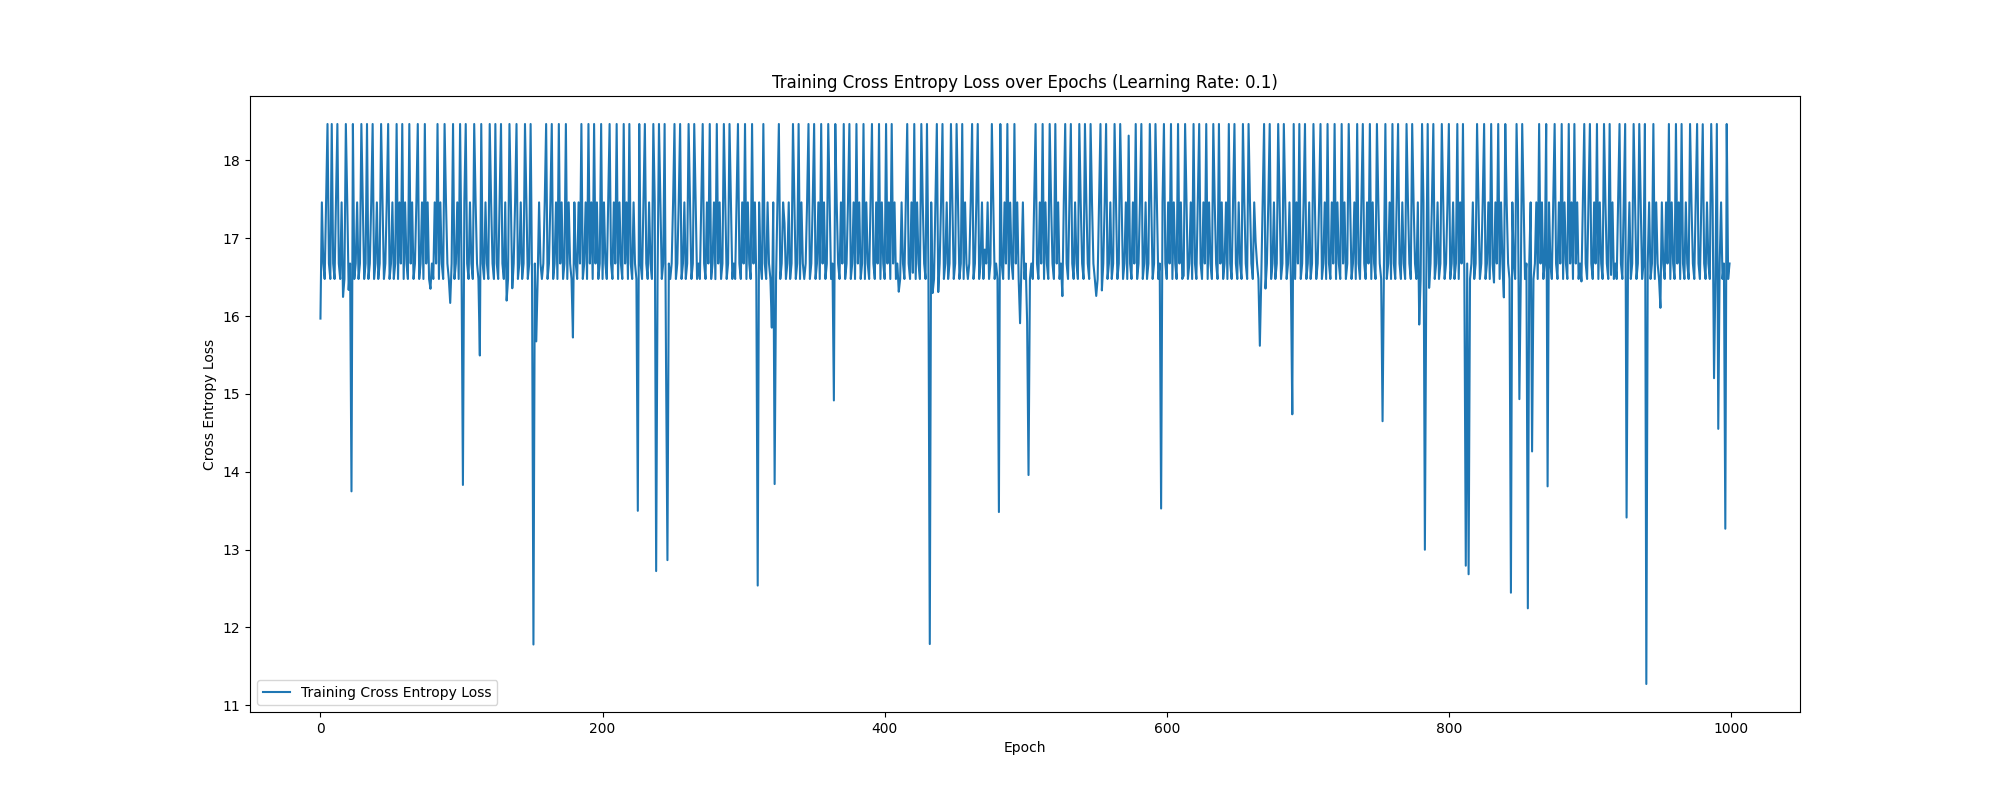 Training Cross Entropy Loss over Epochs (Learning Rate: 0.1)
18
17
16
15
14
13
12
11
Cross Entropy Loss
Training Cross Entropy Loss
0 200 400 600 800 1000
Epoch